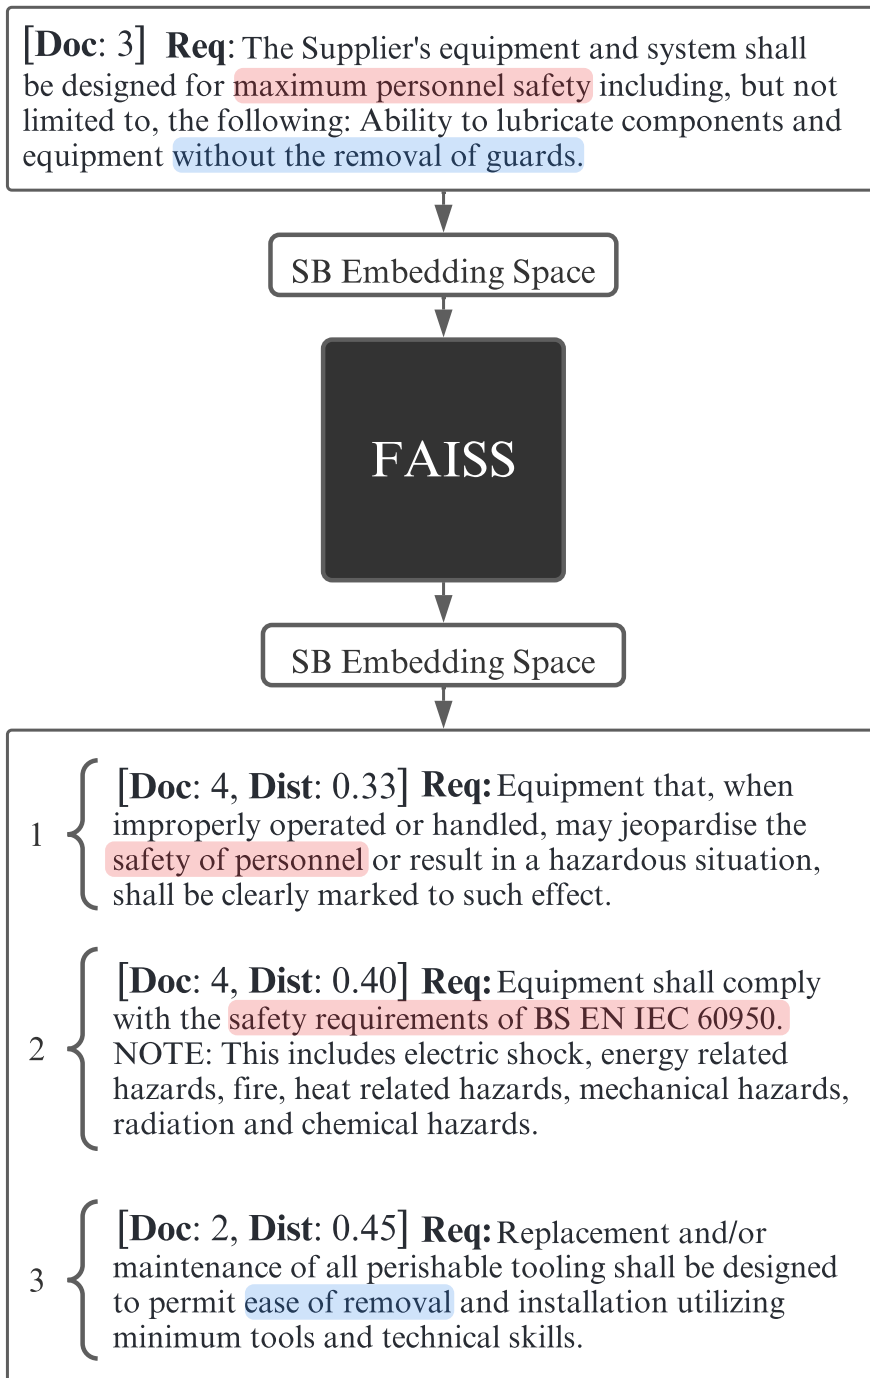 [Doc: 3] Req: The Supplier's equipment and system shall
be designed for maximum personnel safety including, but not
limited to, the following: Ability to lubricate components and
equipment without the removal of guards.
SB Embedding Space
FAISS
SB Embedding Space
1
[Doc: 4, Dist: 0.33] Req: Equipment that, when
improperly operated or handled, may jeopardise the
safety of personnel or result in a hazardous situation,
shall be clearly marked to such effect.
2
[Doc: 4, Dist: 0.40] Req: Equipment shall comply
with the safety requirements of BS EN IEC 60950.
NOTE: This includes electric shock, energy related
hazards, fire, heat related hazards, mechanical hazards,
radiation and chemical hazards.
3
[Doc: 2, Dist: 0.45] Req: Replacement and/or
maintenance of all perishable tooling shall be designed
to permit ease of removal and installation utilizing
minimum tools and technical skills.